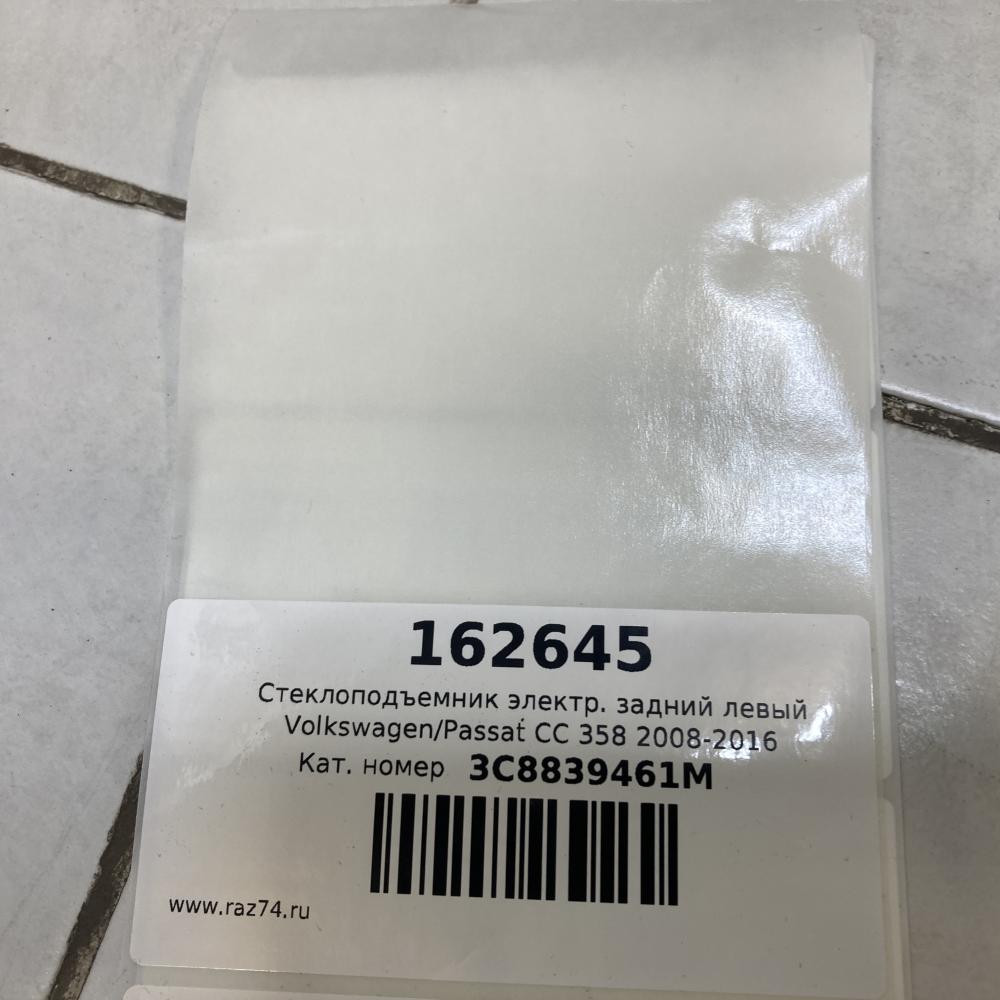 162645
Стеклоподъемник электр. задний левый
Volkswagen/Passat CC 358 2008-2016
Кат. номер 3C8839461M
www.raz74.ru